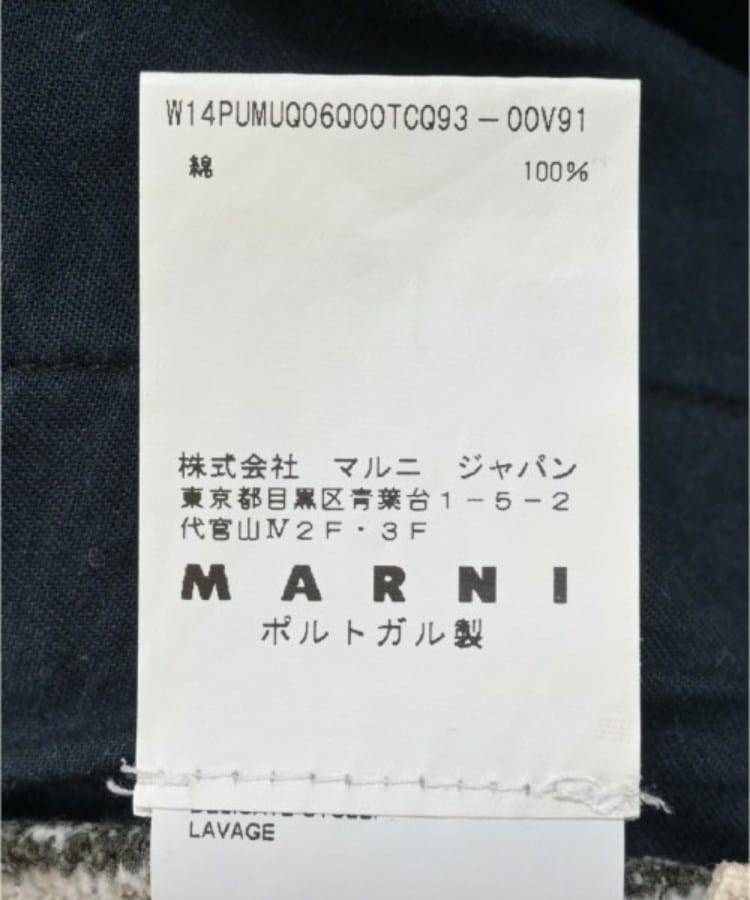 W14PUMUQ06Q00TCQ93-00V91
綿 100%
株式会社 マルニ ジャパン
東京都目黒区青葉台1-5-2
代官山Ⅳ2F・3F
MARNI
ポルトガル製
LAVAGE